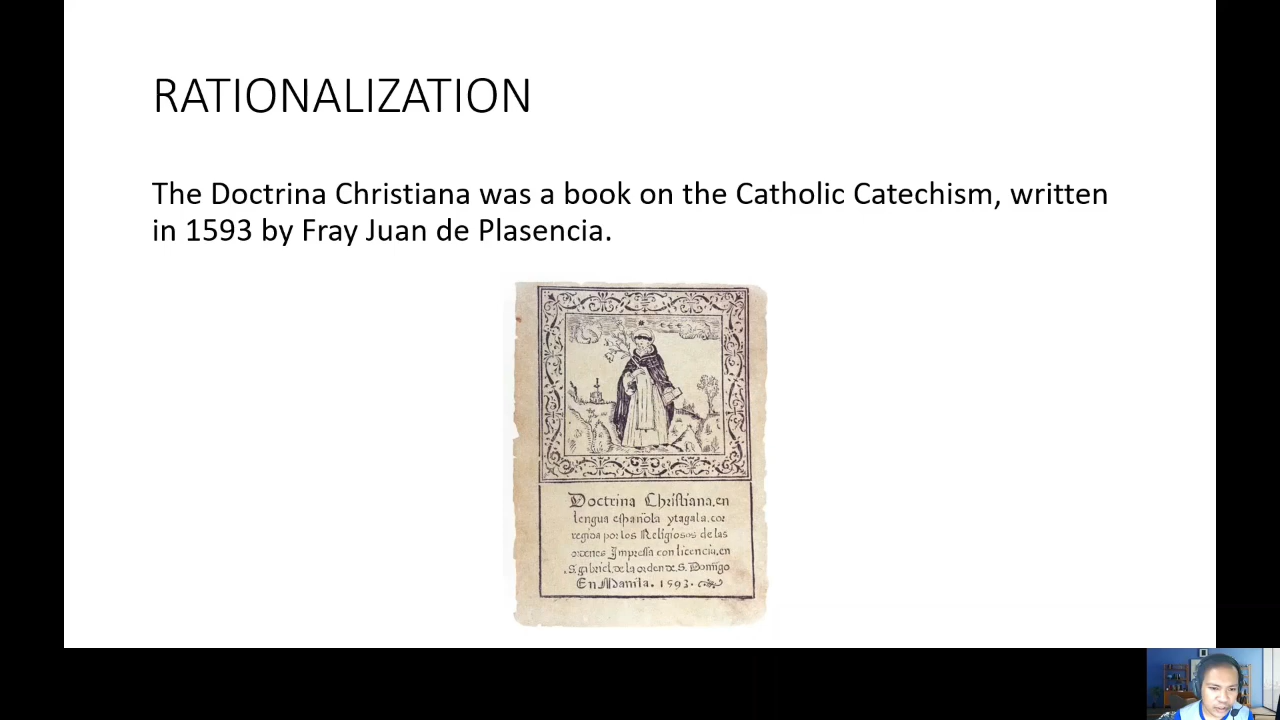 RATIONALIZATION
The Doctrina Christiana was a book on the Catholic Catechism, written
in 1593 by Fray Juan de Plasencia.
Doctrina Christiana, en
lengua española ytagala. cor
regida por los Religiosos de las
ordenes Impressa con licencia, en
S. gabriel. de la orden de S. Domĩgo
En Manila. 1593.